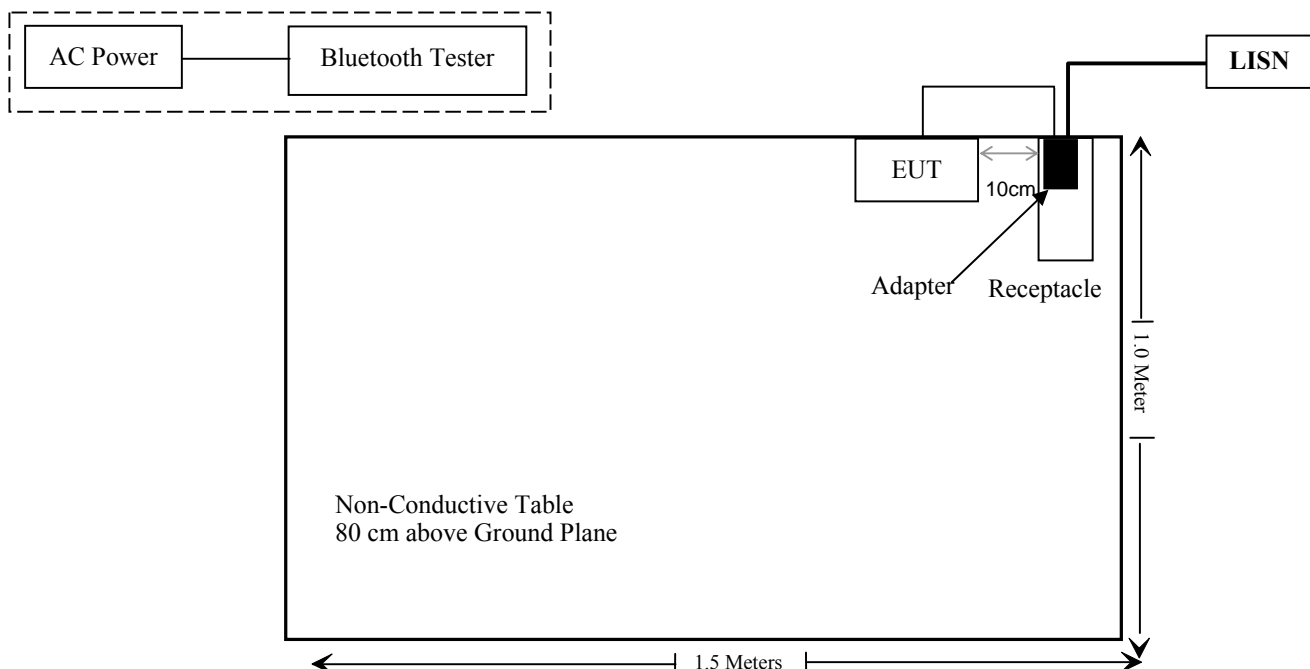 AC Power
Bluetooth Tester
LISN
EUT
10cm
Adapter
Receptacle
1.0 Meter
Non-Conductive Table
80 cm above Ground Plane
1.5 Meters